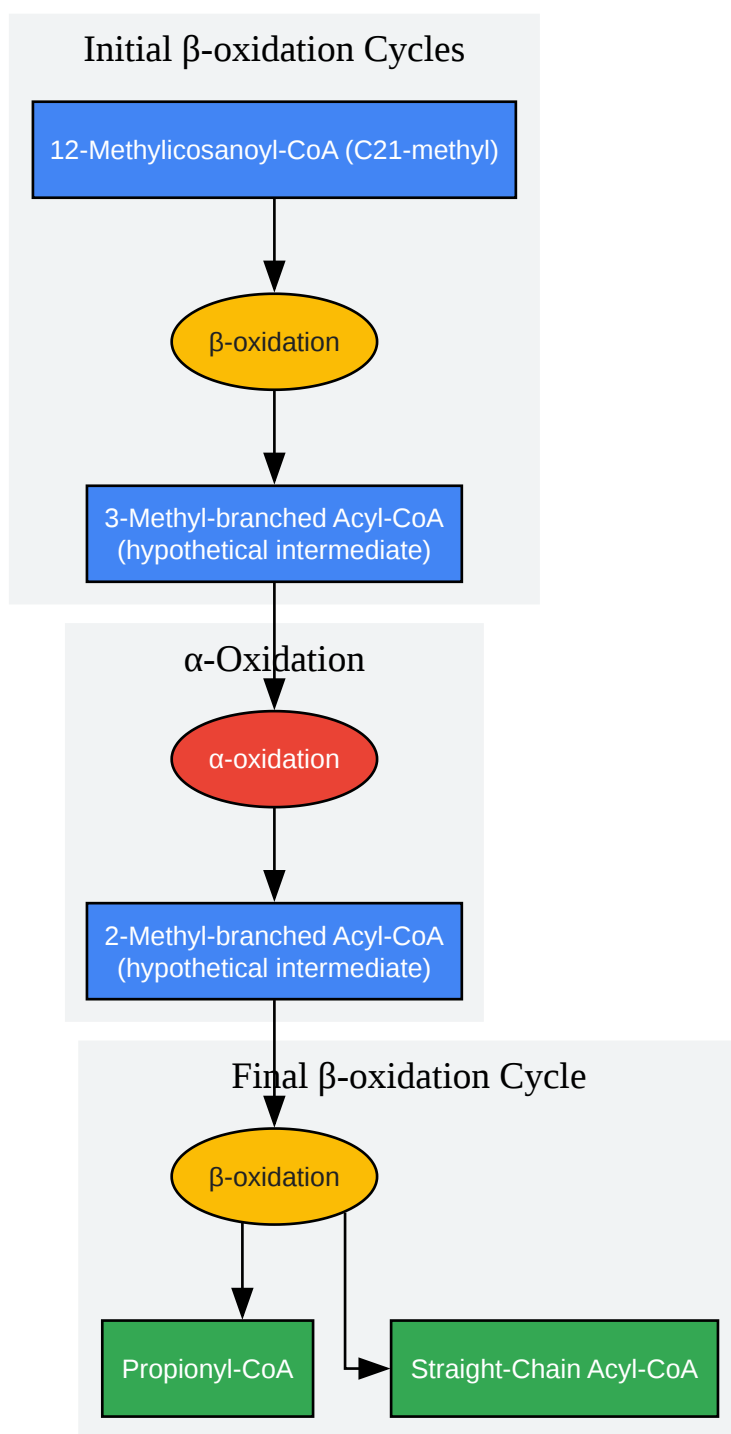 Initial β-oxidation Cycles
12-Methylicosanoyl-CoA (C21-methyl)
β-oxidation
3-Methyl-branched Acyl-CoA
(hypothetical intermediate)
α-Oxidation
α-oxidation
2-Methyl-branched Acyl-CoA
(hypothetical intermediate)
Final β-oxidation Cycle
β-oxidation
Propionyl-CoA
Straight-Chain Acyl-CoA